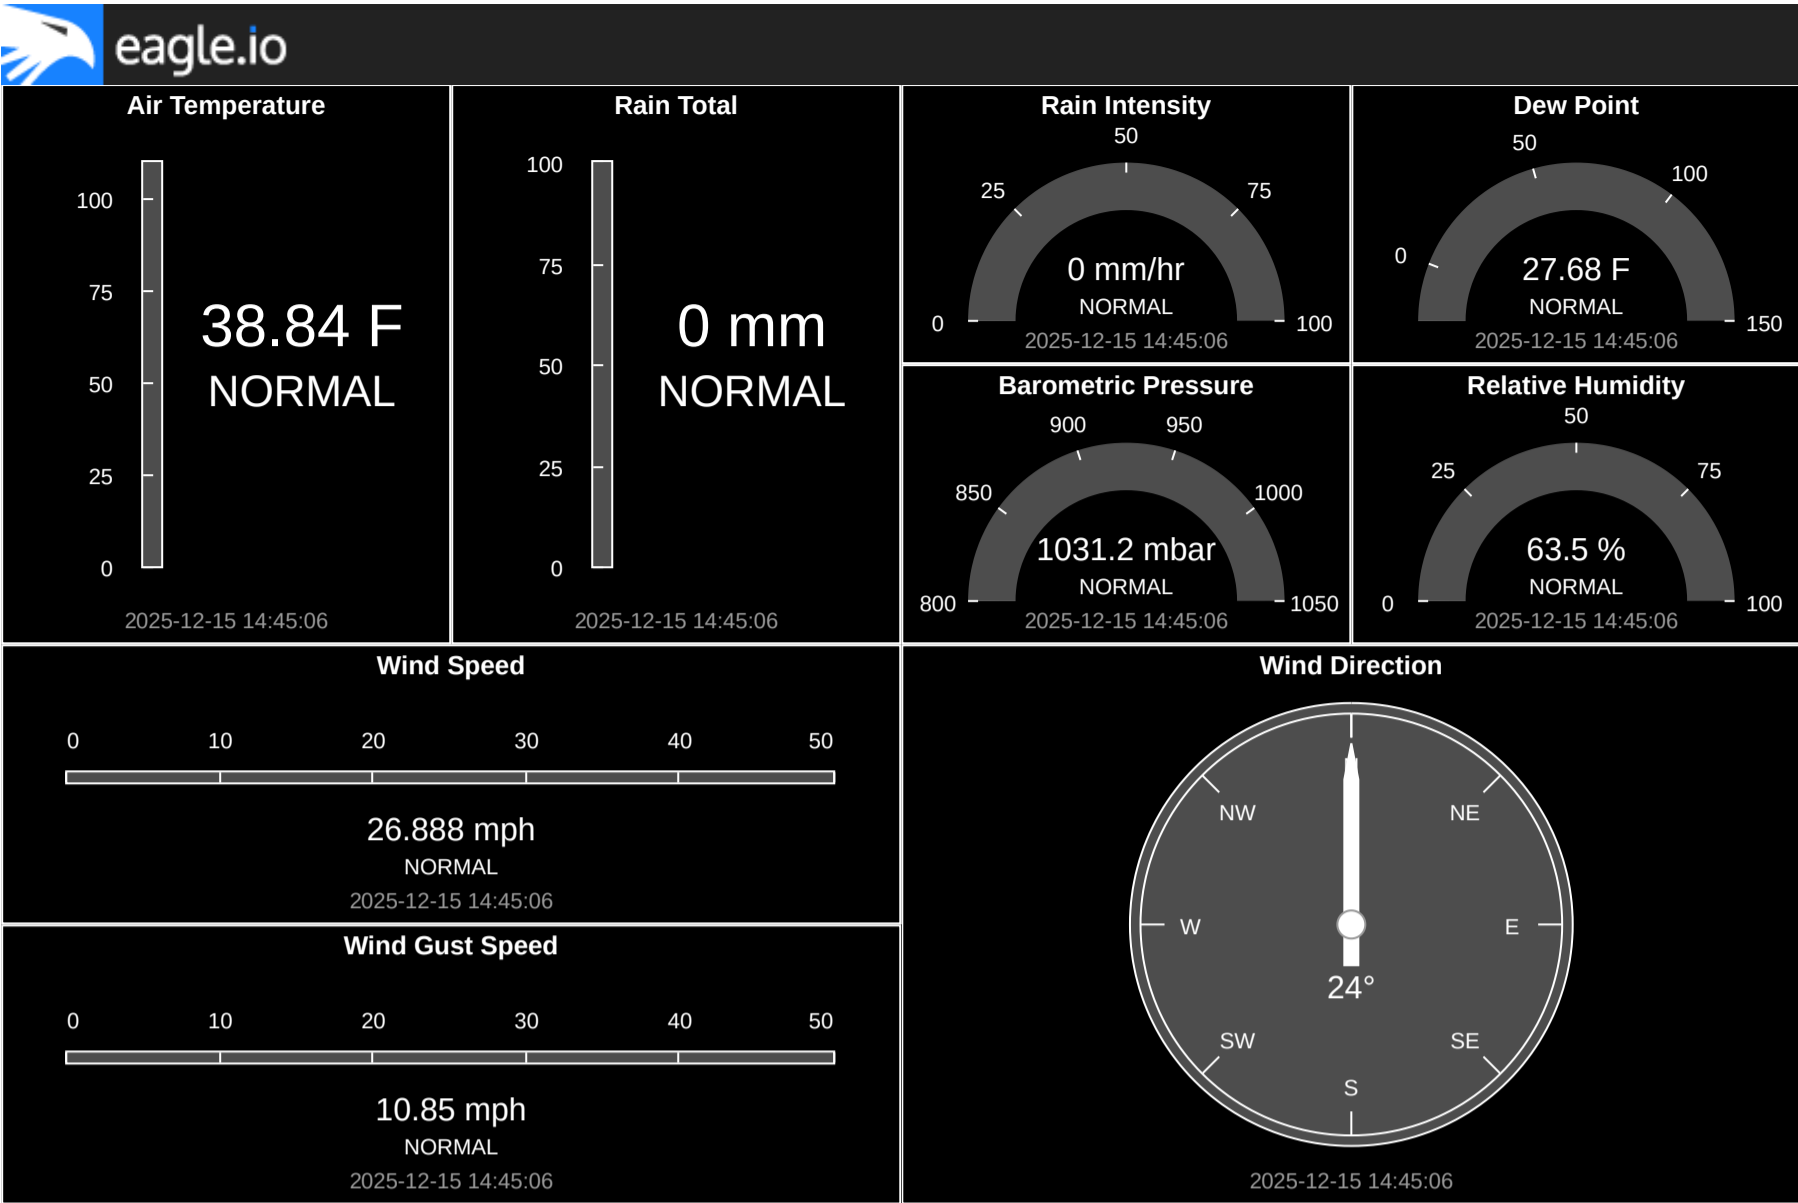 eagle.io
Air Temperature
100
75
50
25
0
38.84 F
NORMAL
2025-12-15 14:45:06
Rain Total
100
75
50
25
0
0 mm
NORMAL
2025-12-15 14:45:06
Rain Intensity
0
25
50
75
100
0 mm/hr
NORMAL
2025-12-15 14:45:06
Dew Point
0
50
100
150
27.68 F
NORMAL
2025-12-15 14:45:06
Barometric Pressure
800
850
900
950
1000
1050
1031.2 mbar
NORMAL
2025-12-15 14:45:06
Relative Humidity
0
25
50
75
100
63.5 %
NORMAL
2025-12-15 14:45:06
Wind Speed
0 10 20 30 40 50
26.888 mph
NORMAL
2025-12-15 14:45:06
Wind Gust Speed
0 10 20 30 40 50
10.85 mph
NORMAL
2025-12-15 14:45:06
Wind Direction
NW NE
W E
24°
SW SE
S
2025-12-15 14:45:06